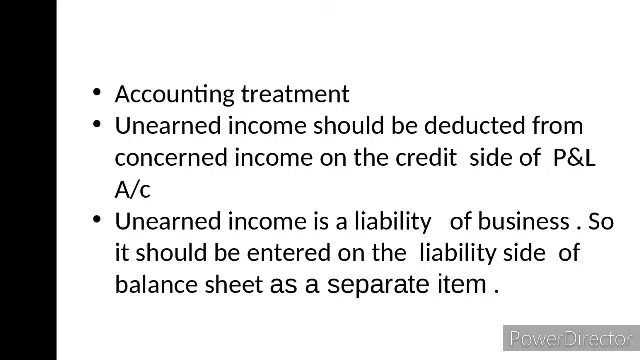 • Accounting treatment
• Unearned income should be deducted from
concerned income on the credit side of P&L
A/c
• Unearned income is a liability of business . So
it should be entered on the liability side of
balance sheet as a separate item .
PowerDirector